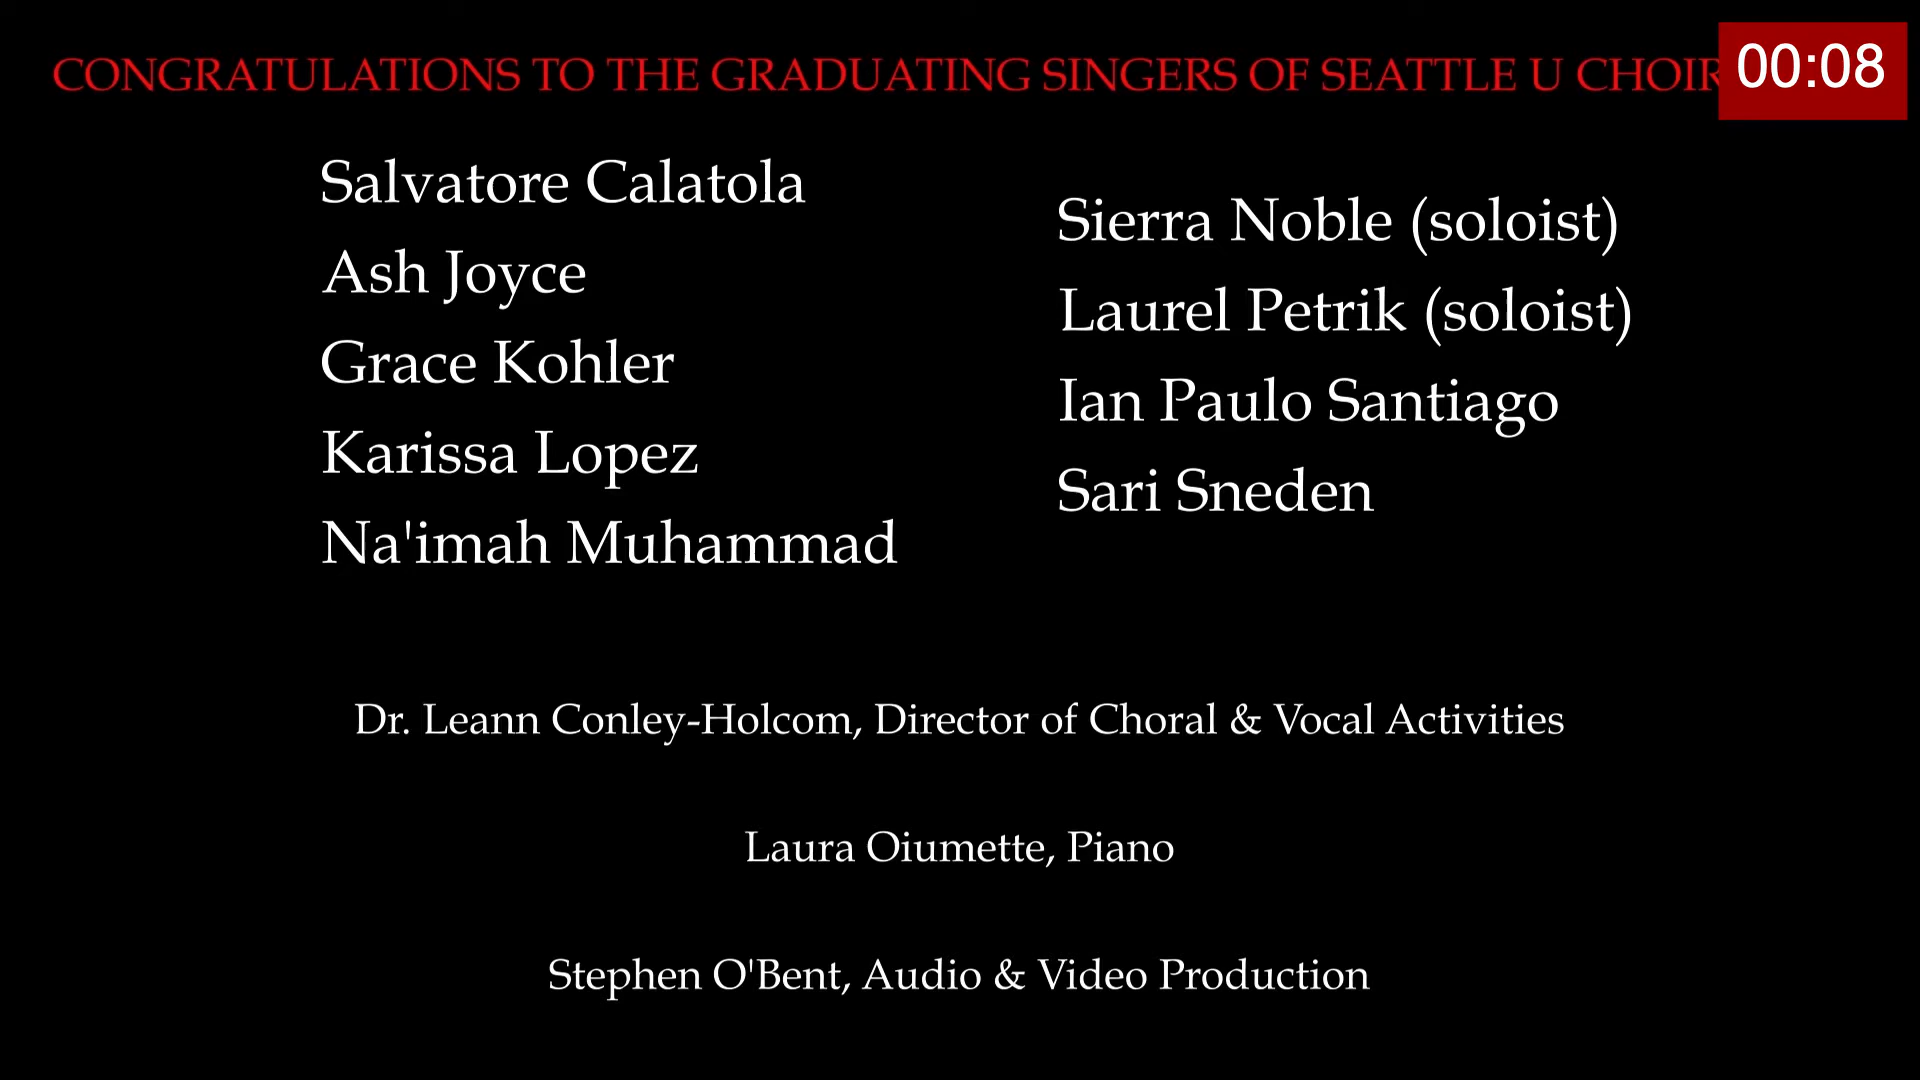 CONGRATULATIONS TO THE GRADUATING SINGERS OF SEATTLE U CHOIR
00:08
Salvatore Calatola
Ash Joyce
Grace Kohler
Karissa Lopez
Na'imah Muhammad
Sierra Noble (soloist)
Laurel Petrik (soloist)
Ian Paulo Santiago
Sari Sneden
Dr. Leann Conley-Holcom, Director of Choral & Vocal Activities
Laura Oiumette, Piano
Stephen O'Bent, Audio & Video Production